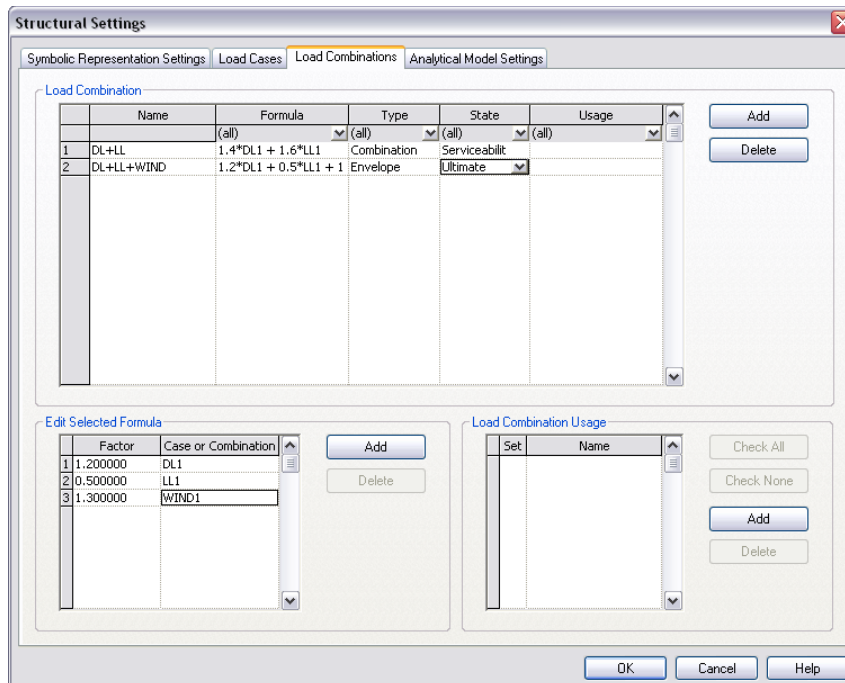 Structural Settings
Symbolic Representation Settings Load Cases Load Combinations Analytical Model Settings
Load Combination
Name Formula Type State Usage
(all) (all) (all) (all)
1 DL+LL 1.4*DL1 + 1.6*LL1 Combination Serviceabilit
2 DL+LL+WIND 1.2*DL1 + 0.5*LL1 + 1 Envelope Ultimate
Add
Delete
Edit Selected Formula
Factor Case or Combination
1 1.200000 DL1
2 0.500000 LL1
3 1.300000 WIND1
Add
Delete
Load Combination Usage
Set Name
Check All
Check None
Add
Delete
OK Cancel Help